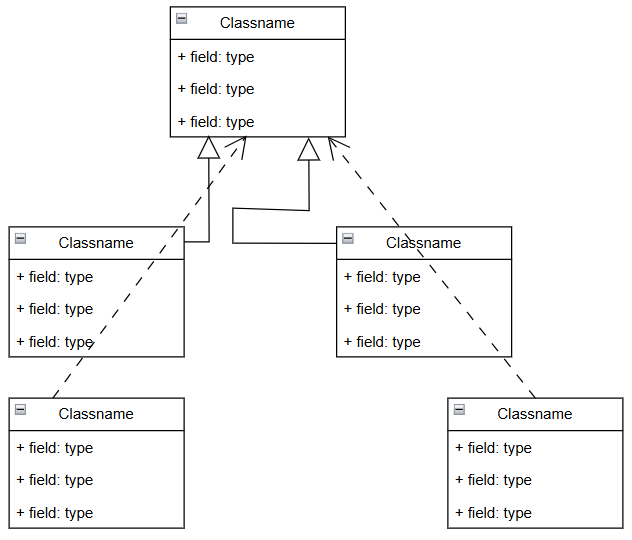 Classname
+ field: type
+ field: type
+ field: type
Classname
+ field: type
+ field: type
+ field: type
Classname
+ field: type
+ field: type
+ field: type
Classname
+ field: type
+ field: type
+ field: type
Classname
+ field: type
+ field: type
+ field: type